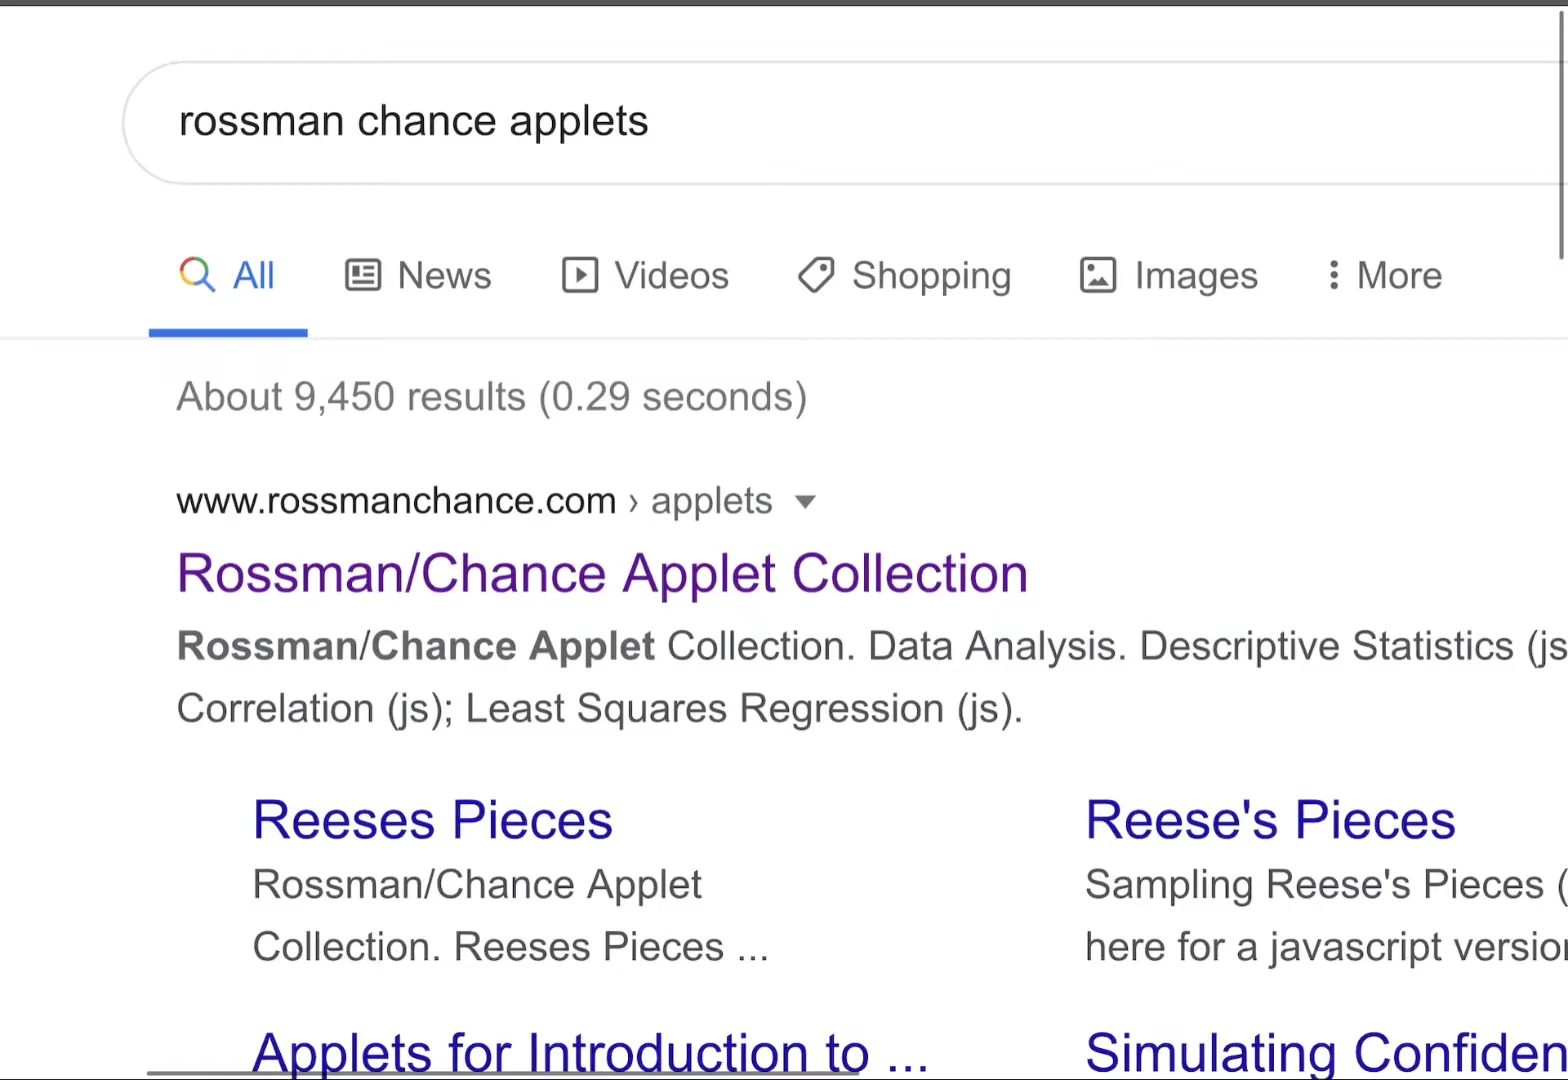 rossman chance applets
All News Videos Shopping Images More
About 9,450 results (0.29 seconds)
www.rossmanchance.com › applets
Rossman/Chance Applet Collection
Rossman/Chance Applet Collection. Data Analysis. Descriptive Statistics (js
Correlation (js); Least Squares Regression (js).
Reeses Pieces
Rossman/Chance Applet
Collection. Reeses Pieces ...
Reese's Pieces
Sampling Reese's Pieces (
here for a javascript version
Applets for Introduction to ...
Simulating Confiden